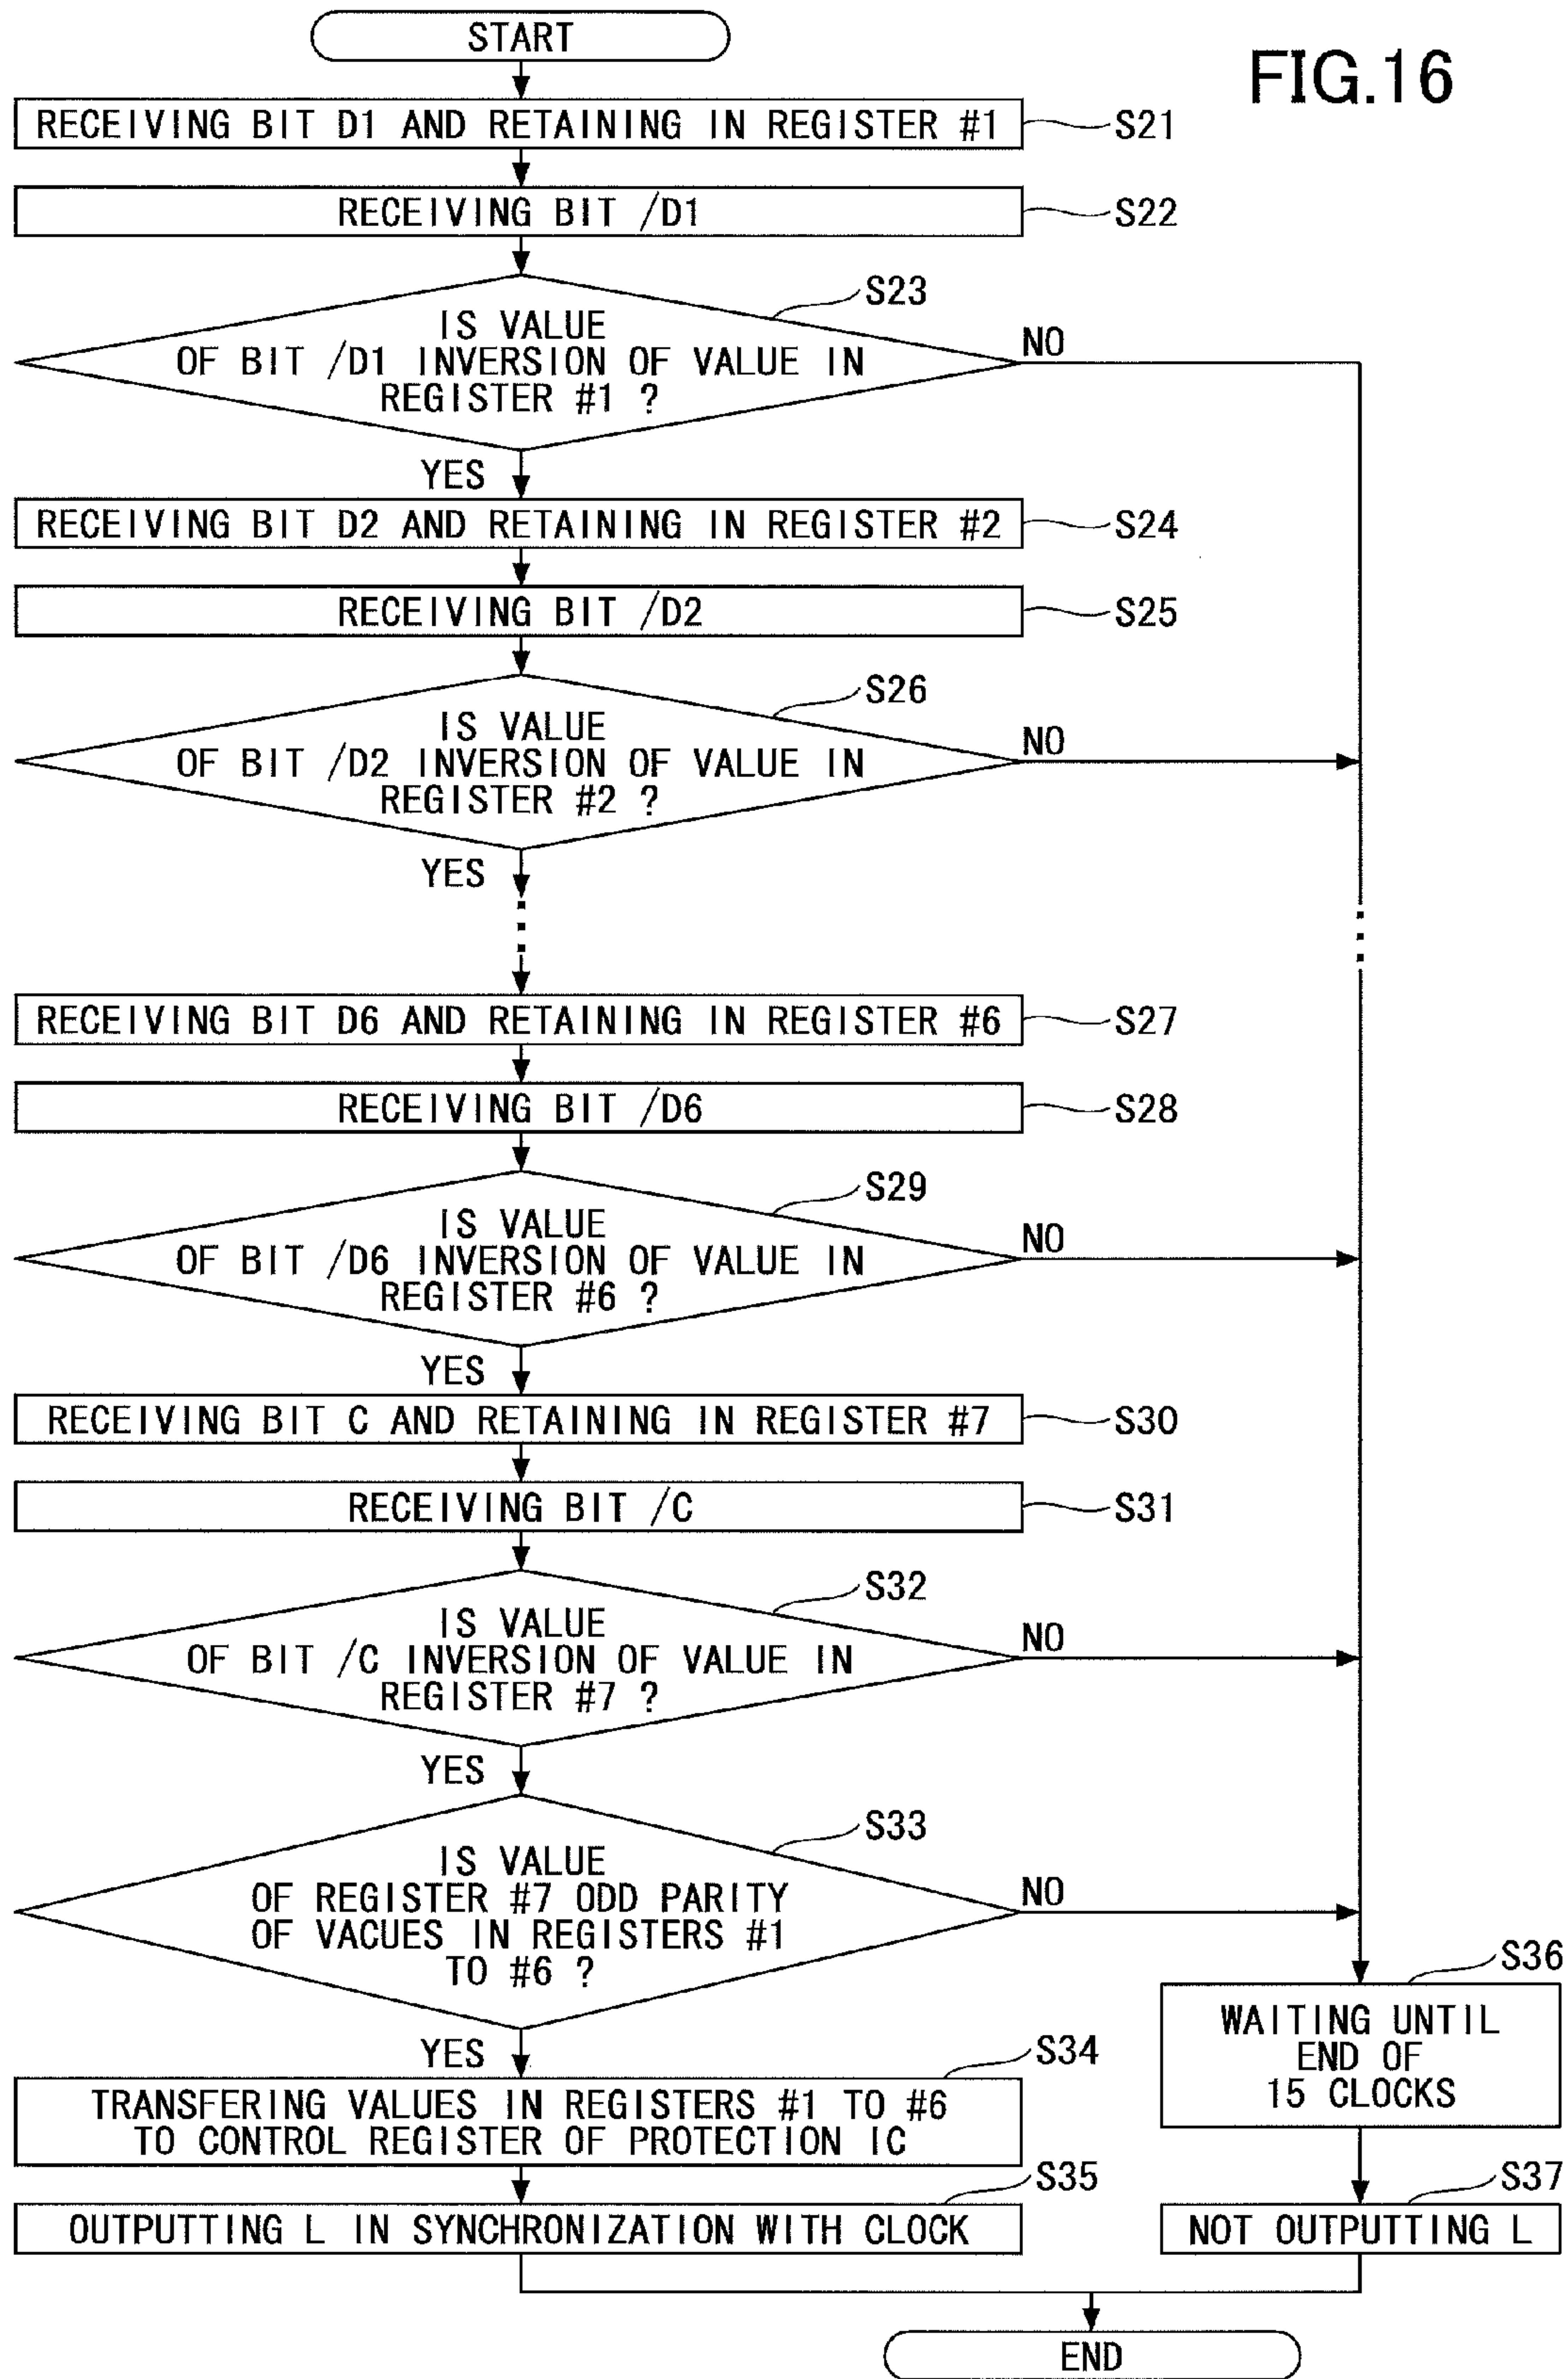 START
FIG.16
RECEIVING BIT D1 AND RETAINING IN REGISTER #1
S21
RECEIVING BIT /D1
S22
S23
IS VALUE
OF BIT /D1 INVERSION OF VALUE IN
REGISTER #1 ?
NO
YES
RECEIVING BIT D2 AND RETAINING IN REGISTER #2
S24
RECEIVING BIT /D2
S25
S26
IS VALUE
OF BIT /D2 INVERSION OF VALUE IN
REGISTER #2 ?
NO
YES
RECEIVING BIT D6 AND RETAINING IN REGISTER #6
S27
RECEIVING BIT /D6
S28
S29
IS VALUE
OF BIT /D6 INVERSION OF VALUE IN
REGISTER #6 ?
NO
YES
RECEIVING BIT C AND RETAINING IN REGISTER #7
S30
RECEIVING BIT /C
S31
S32
IS VALUE
OF BIT /C INVERSION OF VALUE IN
REGISTER #7 ?
NO
YES
S33
IS VALUE
OF REGISTER #7 ODD PARITY
OF VACUES IN REGISTERS #1
TO #6 ?
NO
YES
S34
TRANSFERING VALUES IN REGISTERS #1 TO #6
TO CONTROL REGISTER OF PROTECTION IC
S35
OUTPUTTING L IN SYNCHRONIZATION WITH CLOCK
S36
WAITING UNTIL
END OF
15 CLOCKS
S37
NOT OUTPUTTING L
END